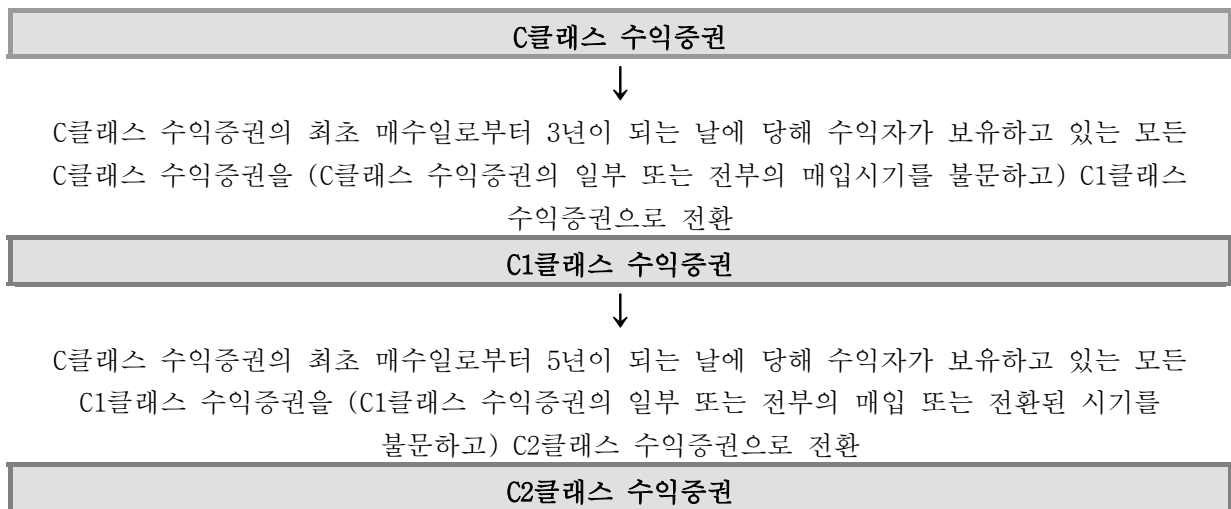 C클래스 수익증권
↓
C클래스 수익증권의 최초 매수일로부터 3년이 되는 날에 당해 수익자가 보유하고 있는 모든
C클래스 수익증권을 (C클래스 수익증권의 일부 또는 전부의 매입시기를 불문하고) C1클래스
수익증권으로 전환
C1클래스 수익증권
↓
C클래스 수익증권의 최초 매수일로부터 5년이 되는 날에 당해 수익자가 보유하고 있는 모든
C1클래스 수익증권을 (C1클래스 수익증권의 일부 또는 전부의 매입 또는 전환된 시기를
불문하고) C2클래스 수익증권으로 전환
C2클래스 수익증권